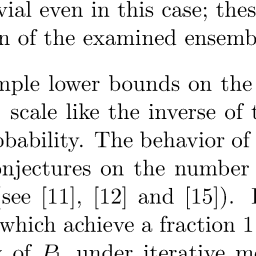 vial even in this case; thes
n of the examined ensemb
mple lower bounds on the
scale like the inverse of t
obability. The behavior of
onjectures on the number
see [11], [12] and [15]).
which achieve a fraction 1
of P_b under iterative me